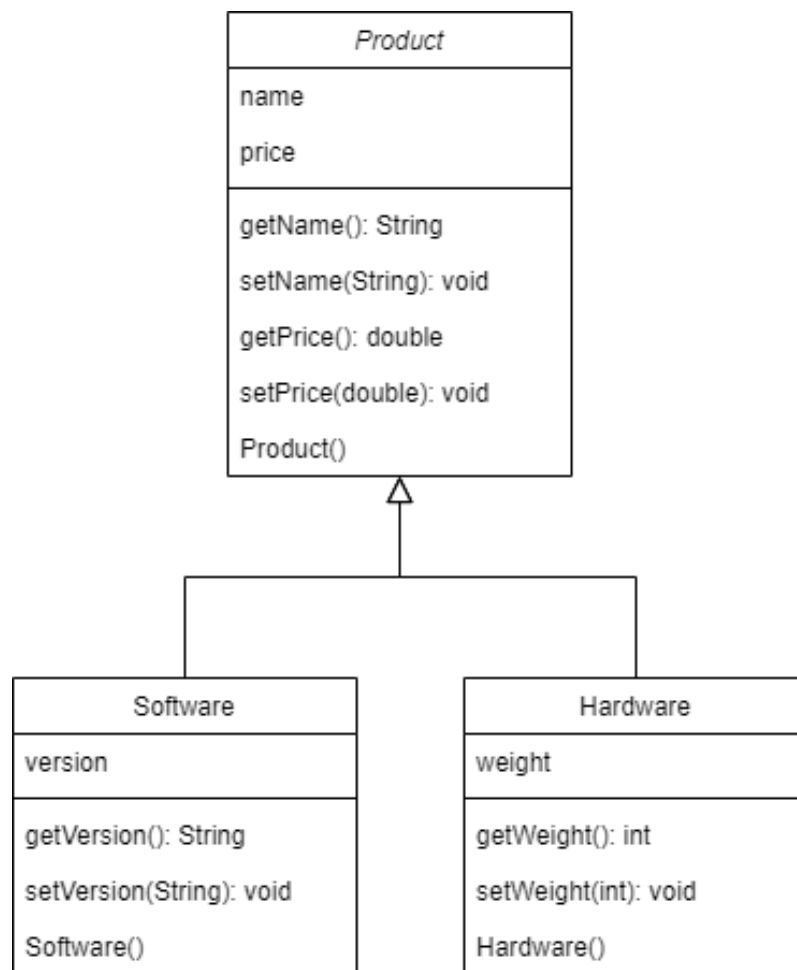 Product
name
price
getName(): String
setName(String): void
getPrice(): double
setPrice(double): void
Product()
Software
version
getVersion(): String
setVersion(String): void
Software()
Hardware
weight
getWeight(): int
setWeight(int): void
Hardware()